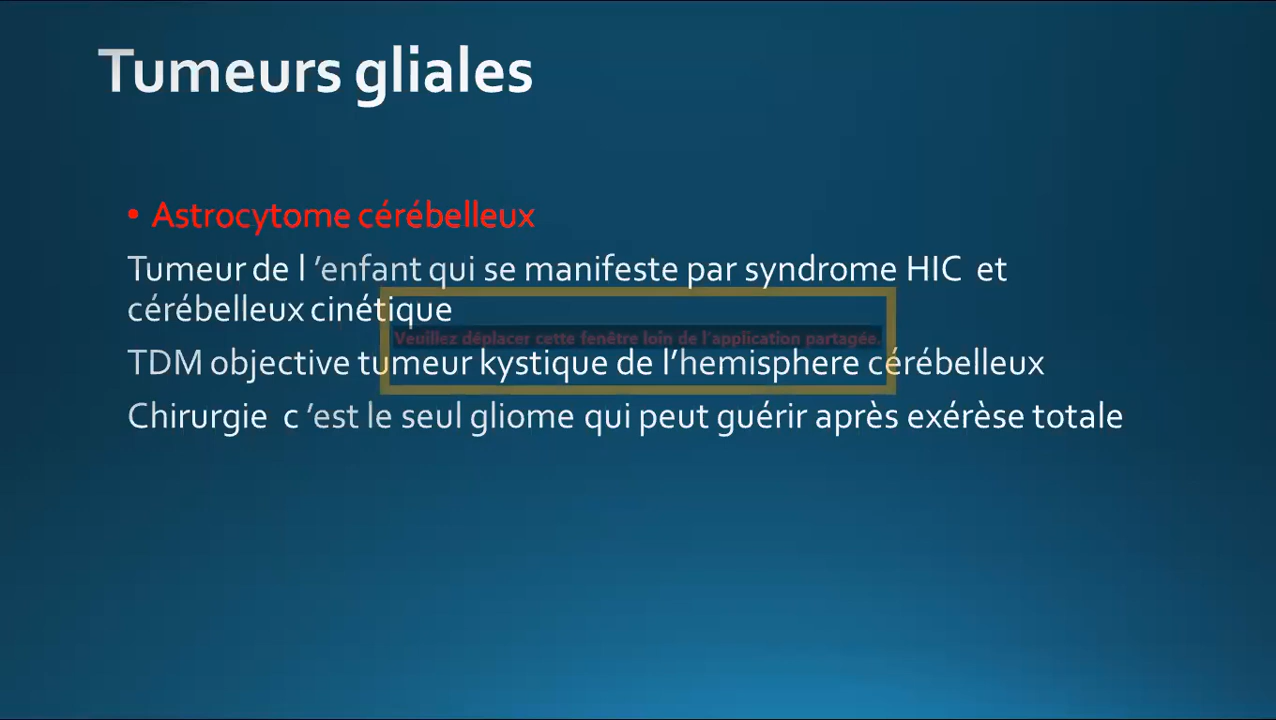 Tumeurs gliales
• Astrocytome cérébelleux
Tumeur de l ’enfant qui se manifeste par syndrome HIC et
cérébelleux cinétique
Veuillez déplacer cette fenêtre loin de l'application partagée.
TDM objective tumeur kystique de l’hemisphere cérébelleux
Chirurgie c ’est le seul gliome qui peut guérir après exérèse totale